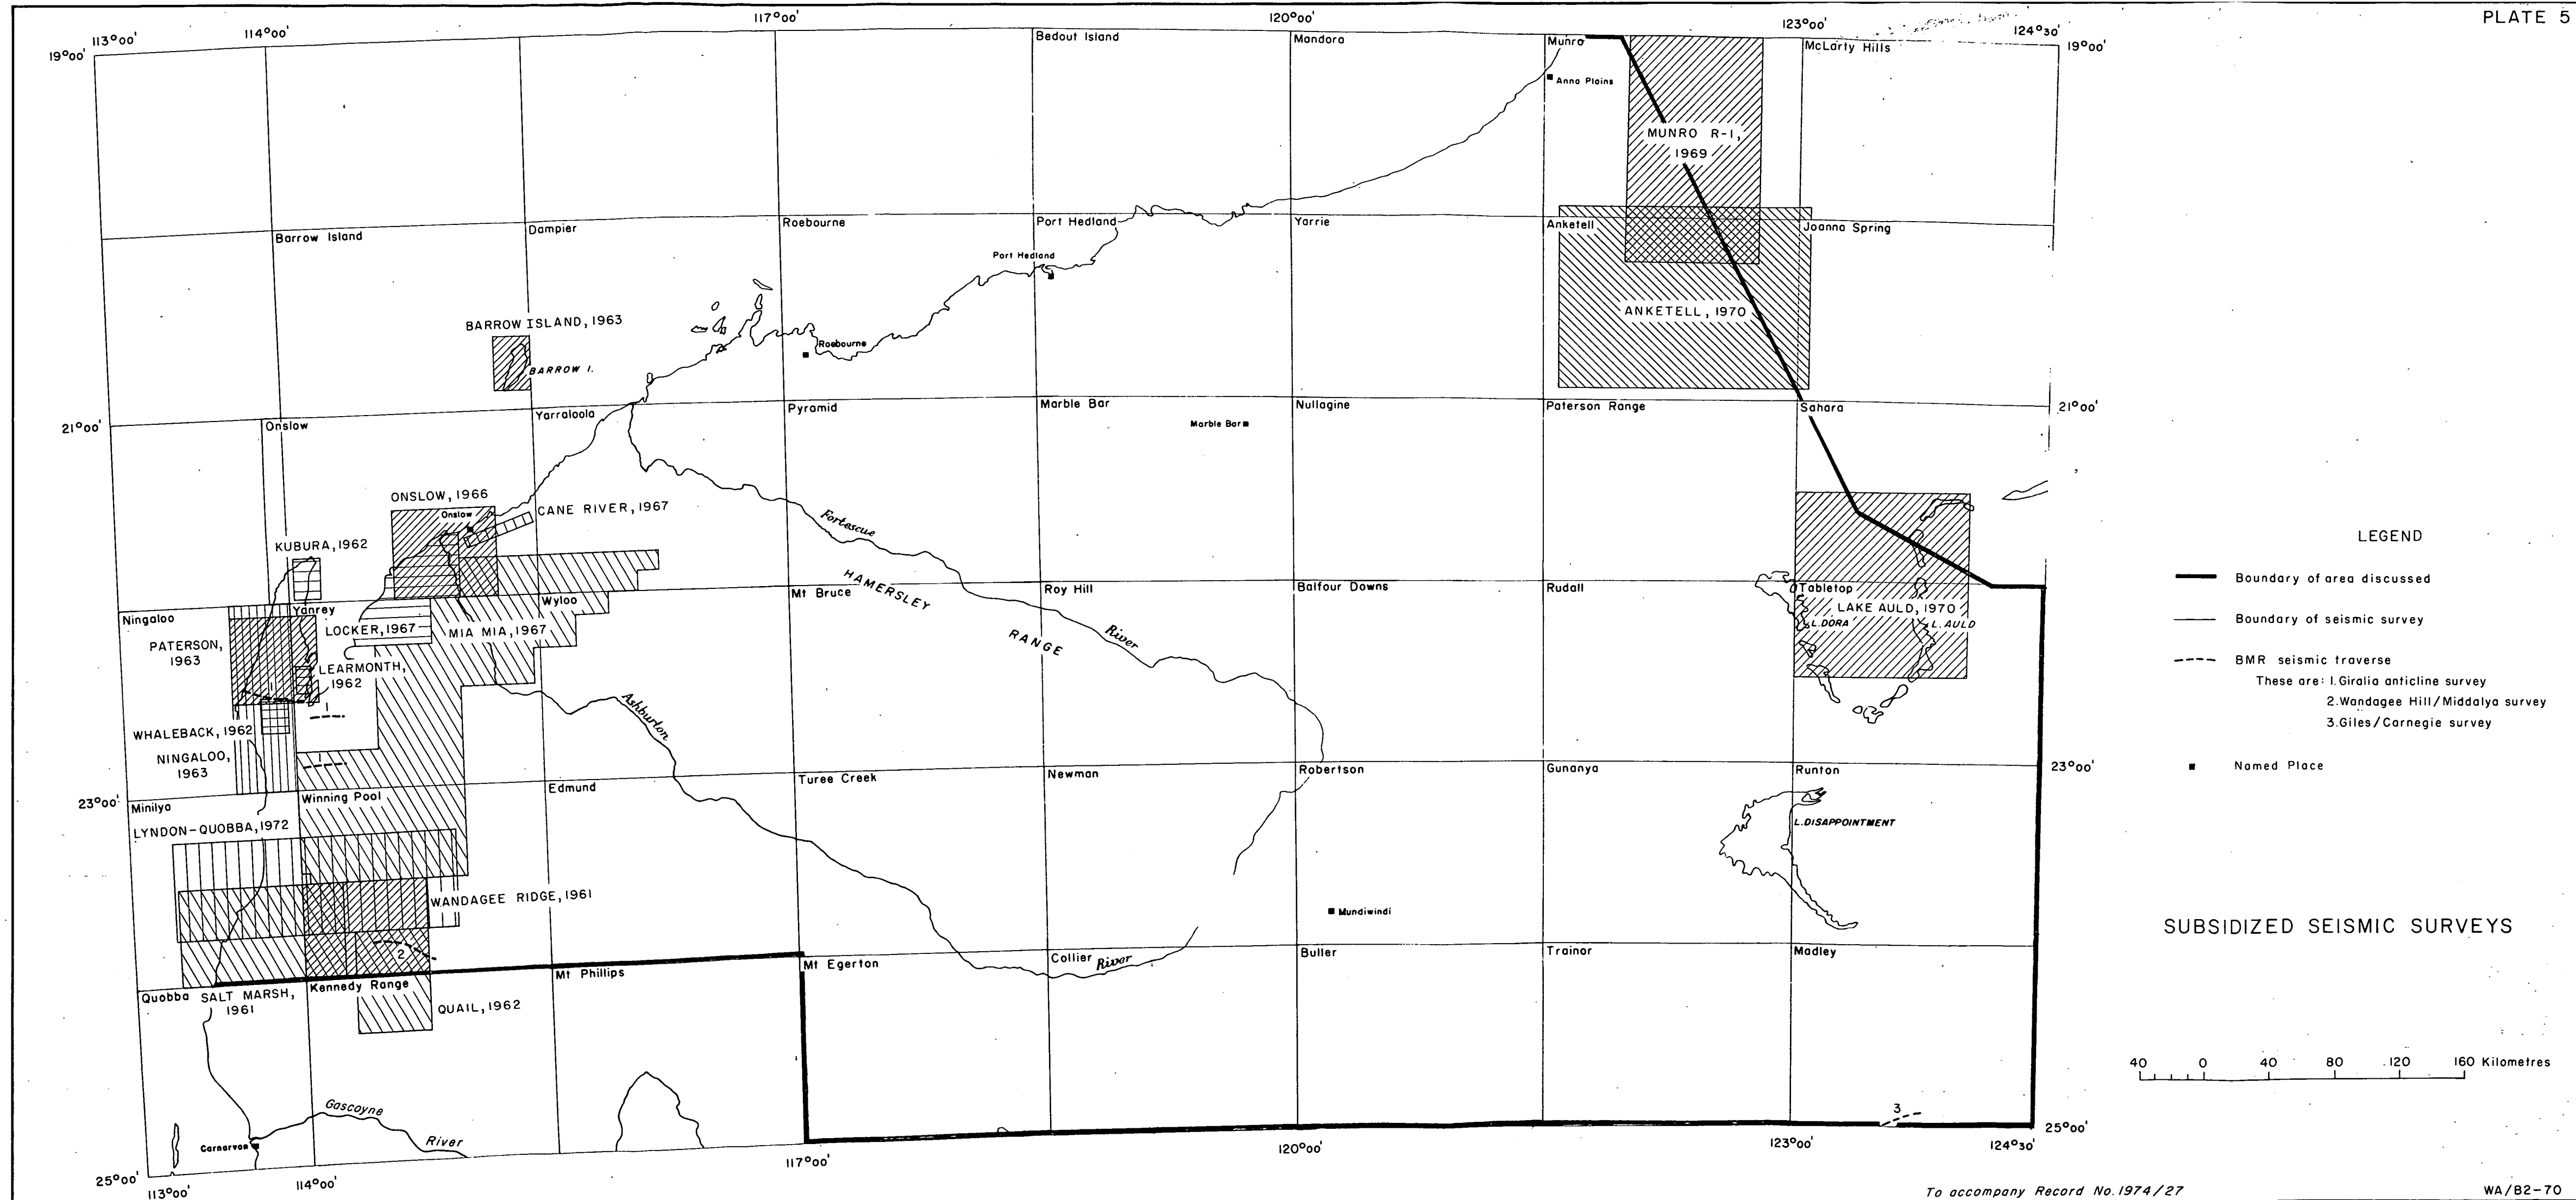 PLATE 5
113°00'
114°00'
117°00'
120°00'
123°00'
124°30'
19°00'
19°00'
Bedout Island
Mandora
Munro
McLarty Hills
Anna Plains
MUNRO R-1,
1969
Barrow Island
Dampier
Roebourne
Port Hedland
Yarrie
Anketell
Joanna Spring
Port Hedland
ANKETELL, 1970
BARROW ISLAND, 1963
BARROW I.
Roebourne
21°00'
Onslow
Yarraloola
Pyramid
Marble Bar
Nullagine
Paterson Range
Sahara
21°00'
Marble Bar
ONSLOW, 1966
Onslow
CANE RIVER, 1967
KUBURA, 1962
Fortescue
River
HAMERSLEY
RANGE
Ningaloo
Yanrey
Wyloo
Mt Bruce
Roy Hill
Balfour Downs
Rudall
Tabletop
LAKE AULD, 1970
L. DORA
L. AULD
PATERSON,
1963
LOCKER, 1967
MIA MIA, 1967
LEARMONTH,
1962
1
1
1
WHALEBACK, 1962
NINGALOO,
1963
Ashburton
River
23°00'
Minilya
Winning Pool
Edmund
Turee Creek
Newman
Robertson
Gunanya
Runton
23°00'
LYNDON-QUOBBA, 1972
L. DISAPPOINTMENT
WANDAGEE RIDGE, 1961
Mundiwindi
2
Quobba
SALT MARSH,
1961
Kennedy Range
Mt Phillips
Mt Egerton
Collier
Buller
Trainor
Madley
QUAIL, 1962
Gascoyne
River
Carnarvon
3
25°00'
25°00'
113°00'
114°00'
117°00'
120°00'
123°00'
124°30'
LEGEND
Boundary of area discussed
Boundary of seismic survey
BMR seismic traverse
These are: 1. Giralia anticline survey
2. Wandagee Hill/Middalya survey
3. Giles/Carnegie survey
Named Place
SUBSIDIZED SEISMIC SURVEYS
40 0 40 80 120 160 Kilometres
To accompany Record No. 1974/27
WA/B2-70